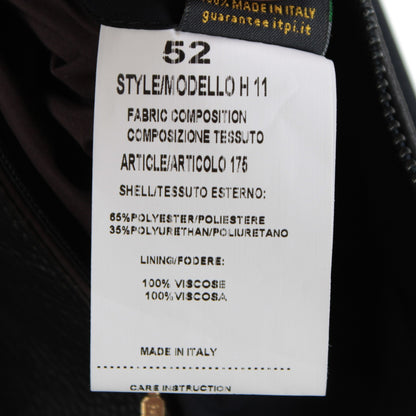 100% MADE IN ITALY
guarantee itpi.it
52
STYLE/MODELLO H 11
FABRIC COMPOSITION
COMPOSIZIONE TESSUTO
ARTICLE/ARTICOLO 175
SHELL/TESSUTO ESTERNO:
65%POLYESTER/POLIESTERE
35%POLYURETHAN/POLIURETANO
LINING/FODERE:
100% VISCOSE
100% VISCOSA
MADE IN ITALY
CARE INSTRUCTION